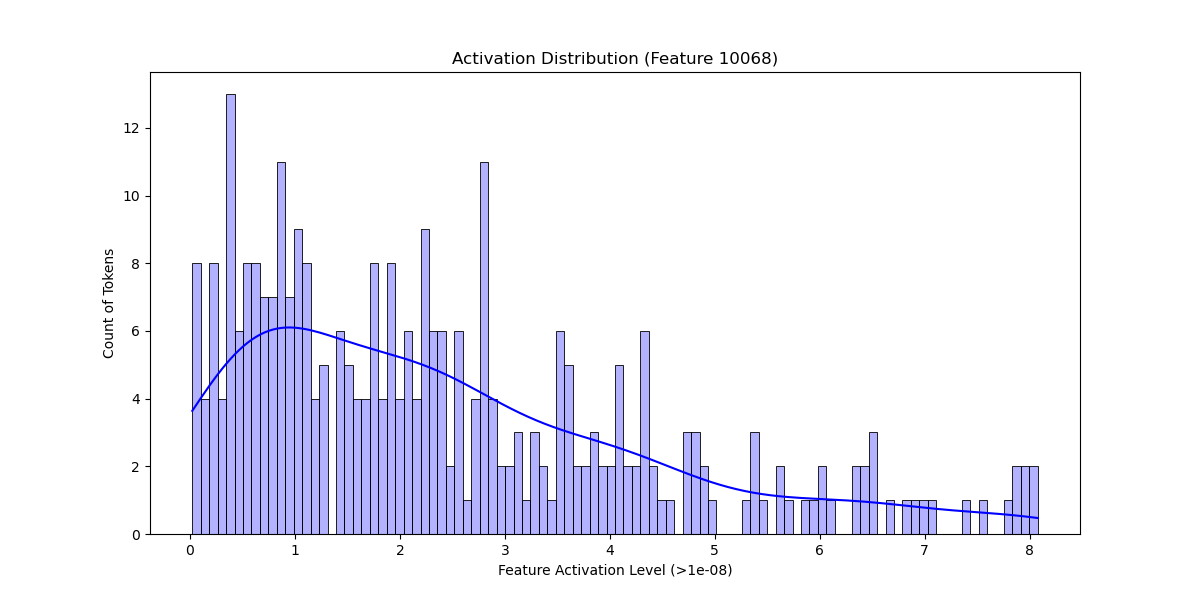 Activation Distribution (Feature 10068)
Count of Tokens
12
10
8
6
4
2
0
0 1 2 3 4 5 6 7 8
Feature Activation Level (>1e-08)